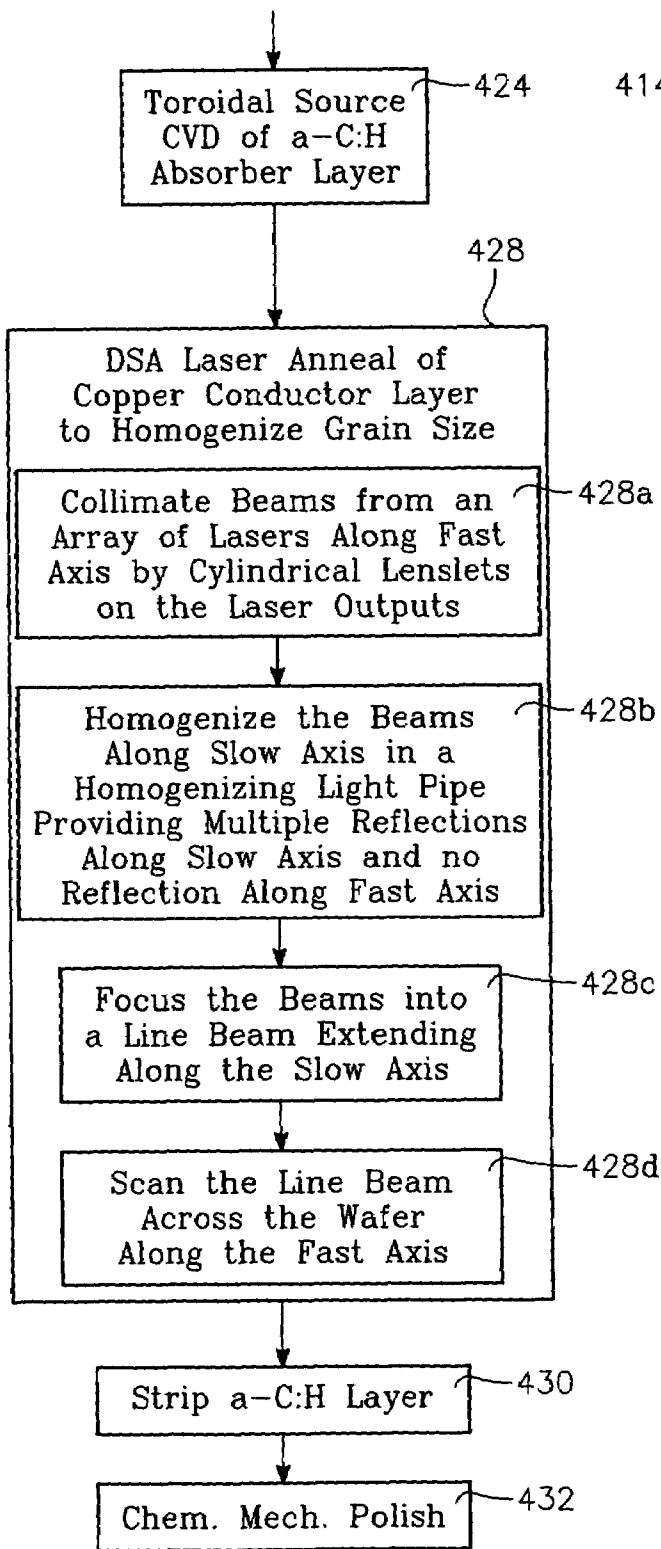 Toroidal Source
CVD of a-C:H
Absorber Layer
424
414
428
DSA Laser Anneal of
Copper Conductor Layer
to Homogenize Grain Size
Collimate Beams from an
Array of Lasers Along Fast
Axis by Cylindrical Lenslets
on the Laser Outputs
428a
Homogenize the Beams
Along Slow Axis in a
Homogenizing Light Pipe
Providing Multiple Reflections
Along Slow Axis and no
Reflection Along Fast Axis
428b
Focus the Beams into
a Line Beam Extending
Along the Slow Axis
428c
Scan the Line Beam
Across the Wafer
Along the Fast Axis
428d
Strip a-C:H Layer
430
Chem. Mech. Polish
432